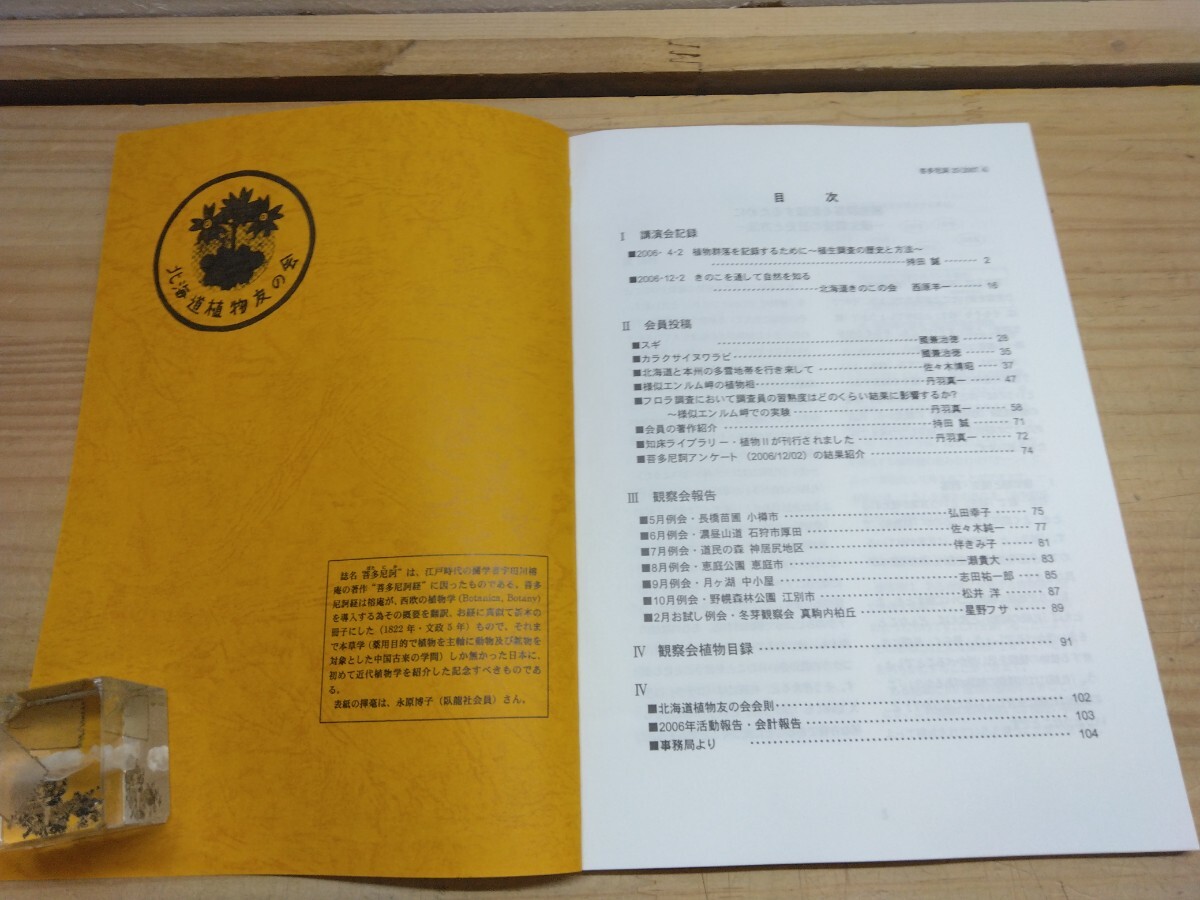 北海道植物友の会
誌名“菩多尼訶”は、江戸時代の蘭学者宇田川榕
庵の著作“菩多尼訶経”に因ったものである。菩多
尼訶経は榕庵が、西欧の植物学(Botanica, Botany)
を導入する為その概要を翻訳、お経に真似て茶本の
冊子にした(1822年・文政5年)もので、それま
で本草学(薬用目的で植物を主軸に動物及び鉱物を
対象とした中国古来の学問)しか無かった日本に、
初めて近代植物学を紹介した記念すべきものであ
る。
表紙の揮毫は、永原博子(臥龍社会員)さん。
目 次
Ⅰ 講演会記録
■2006- 4-2 植物群落を記録するために~植生調査の歴史と方法~
持田 誠 2
■2006-12-2 きのこを通して自然を知る
北海道きのこの会 西原羊一 16
Ⅱ 会員投稿
■スギ 國兼治徳 28
■カラクサイヌワラビ 國兼治徳 35
■北海道と本州の多雪地帯を行き来して 佐々木博昭 37
■様似エンルム岬の植物相 丹羽真一 47
■フロラ調査において調査員の習熟度はどのくらい結果に影響するか?
~様似エンルム岬での実験 丹羽真一 58
■会員の著作紹介 持田 誠 71
■知床ライブラリー・植物Ⅱが刊行されました 丹羽真一 72
■菩多尼訶アンケート(2006/12/02)の結果紹介 74
Ⅲ 観察会報告
■5月例会・長橋苗圃 小樽市 弘田幸子 75
■6月例会・濃昼山道 石狩市厚田 佐々木純一 77
■7月例会・道民の森 神居尻地区 伴きみ子 81
■8月例会・恵庭公園 恵庭市 一瀬貴大 83
■9月例会・月ヶ湖 中小屋 志田祐一郎 85
■10月例会・野幌森林公園 江別市 松井 洋 87
■2月お試し例会・冬芽観察会 真駒内柏丘 星野フサ 89
Ⅳ 観察会植物目録 91
Ⅳ
■北海道植物友の会会則 102
■2006年活動報告・会計報告 103
■事務局より 104